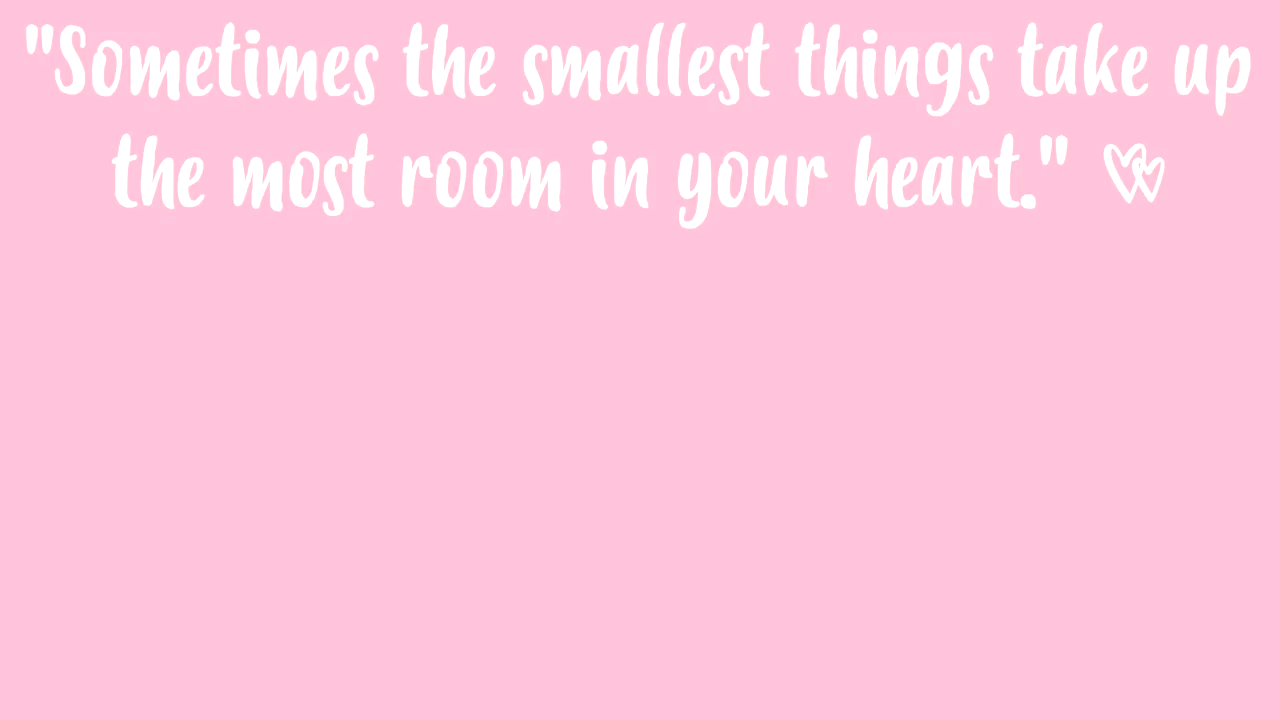 "Sometimes the smallest things take up
the most room in your heart." 💕